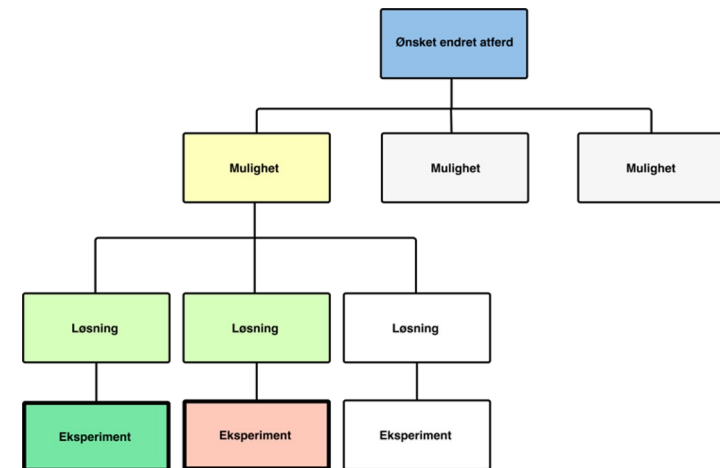 Ønsket endret atferd
Mulighet
Mulighet
Mulighet
Løsning
Løsning
Løsning
Eksperiment
Eksperiment
Eksperiment